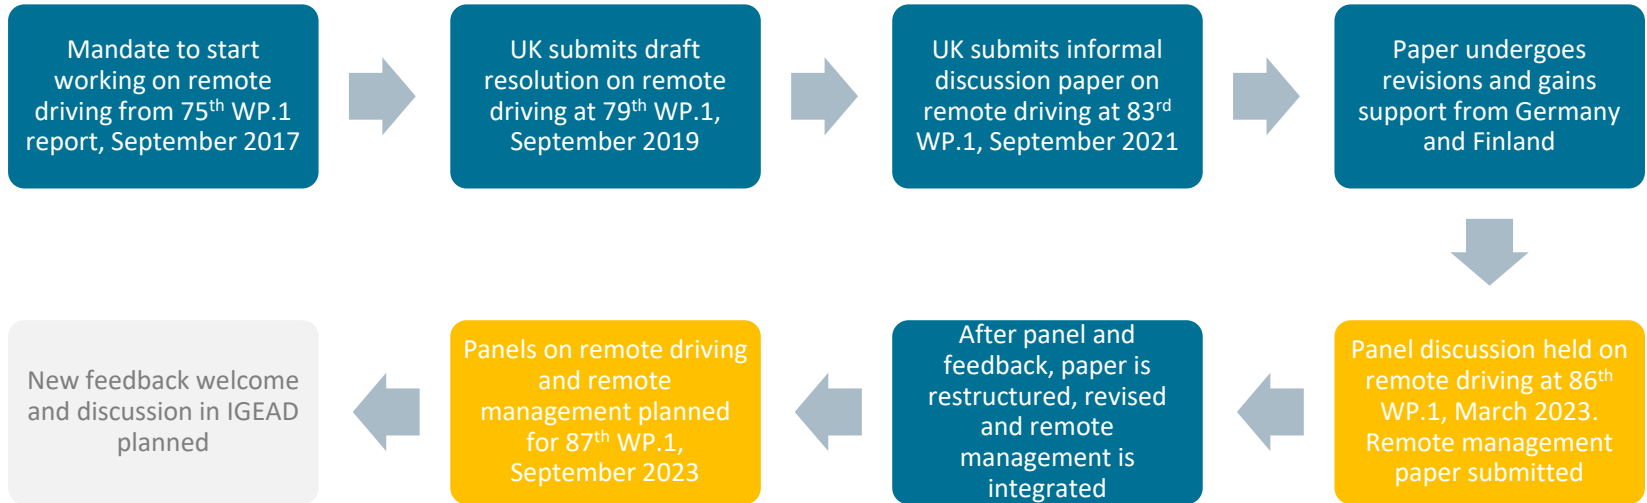 Mandate to start
working on remote
driving from 75th WP.1
report, September 2017
UK submits draft
resolution on remote
driving at 79th WP.1,
September 2019
UK submits informal
discussion paper on
remote driving at 83rd
WP.1, September 2021
Paper undergoes
revisions and gains
support from Germany
and Finland
Panel discussion held on
remote driving at 86th
WP.1, March 2023.
Remote management
paper submitted
After panel and
feedback, paper is
restructured, revised
and remote
management is
integrated
Panels on remote driving
and remote
management planned
for 87th WP.1,
September 2023
New feedback welcome
and discussion in IGEAD
planned